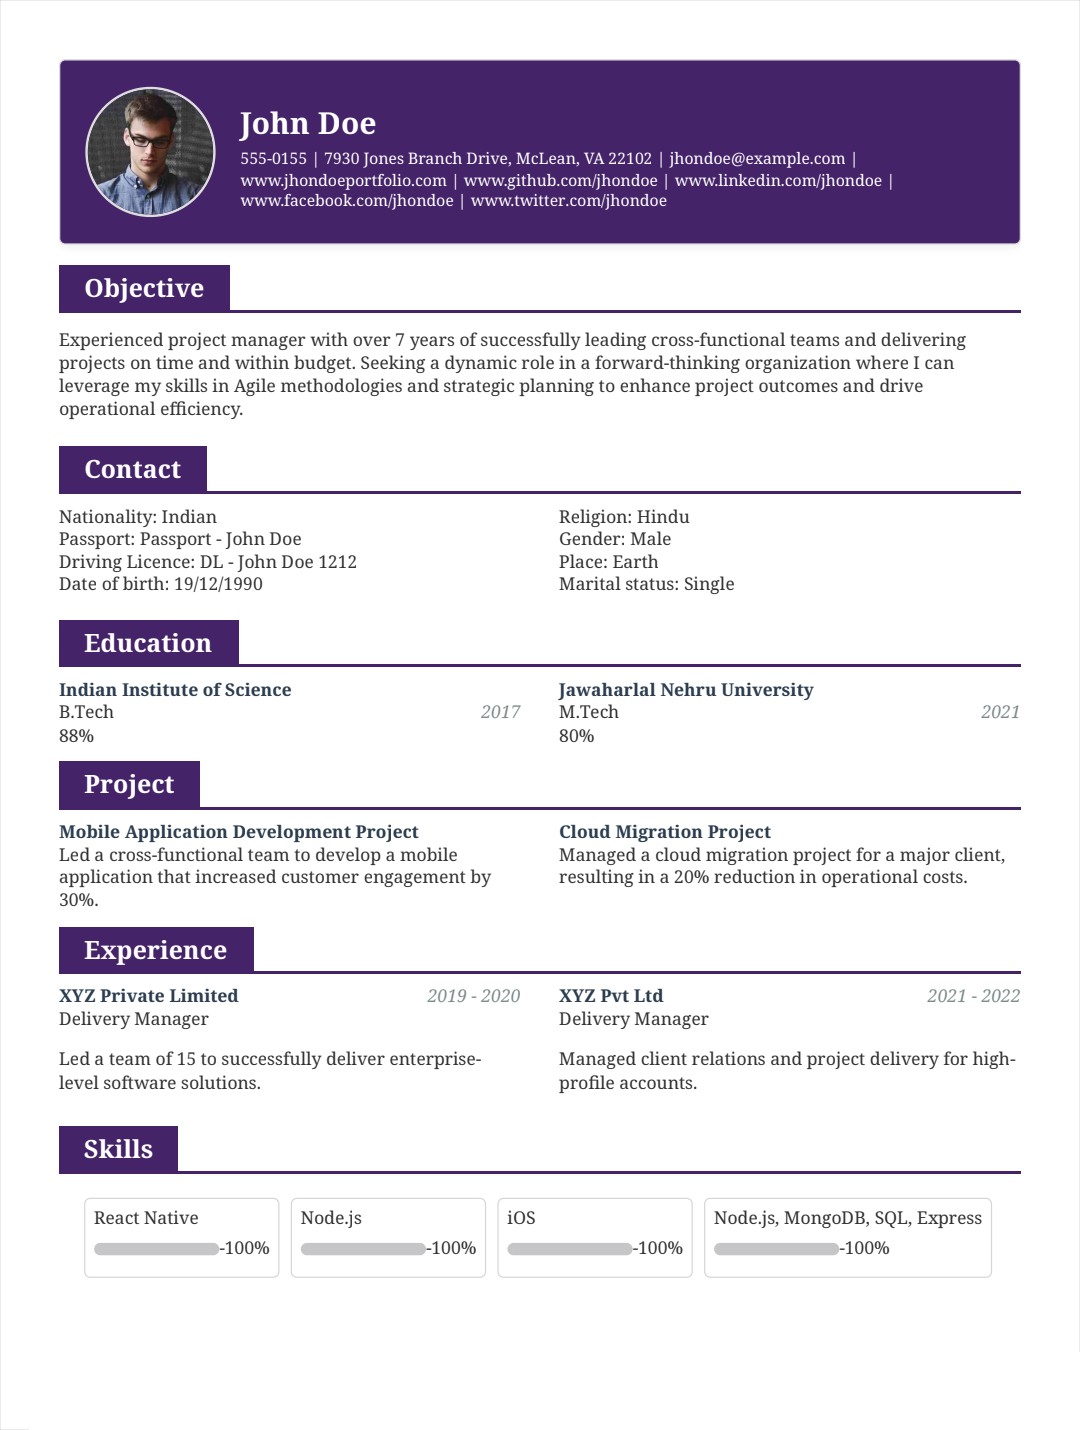 John Doe
555-0155 | 7930 Jones Branch Drive, McLean, VA 22102 | jhondoe@example.com |
www.jhondoeportfolio.com | www.github.com/jhondoe | www.linkedin.com/jhondoe |
www.facebook.com/jhondoe | www.twitter.com/jhondoe
Objective
Experienced project manager with over 7 years of successfully leading cross-functional teams and delivering
projects on time and within budget. Seeking a dynamic role in a forward-thinking organization where I can
leverage my skills in Agile methodologies and strategic planning to enhance project outcomes and drive
operational efficiency.
Contact
Nationality: Indian
Passport: Passport - John Doe
Driving Licence: DL - John Doe 1212
Date of birth: 19/12/1990
Religion: Hindu
Gender: Male
Place: Earth
Marital status: Single
Education
Indian Institute of Science
B.Tech 2017
88%
Jawaharlal Nehru University
M.Tech 2021
80%
Project
Mobile Application Development Project
Led a cross-functional team to develop a mobile
application that increased customer engagement by
30%.
Cloud Migration Project
Managed a cloud migration project for a major client,
resulting in a 20% reduction in operational costs.
Experience
XYZ Private Limited 2019 - 2020
Delivery Manager
Led a team of 15 to successfully deliver enterprise-
level software solutions.
XYZ Pvt Ltd 2021 - 2022
Delivery Manager
Managed client relations and project delivery for high-
profile accounts.
Skills
React Native
-100%
Node.js
-100%
iOS
-100%
Node.js, MongoDB, SQL, Express
-100%